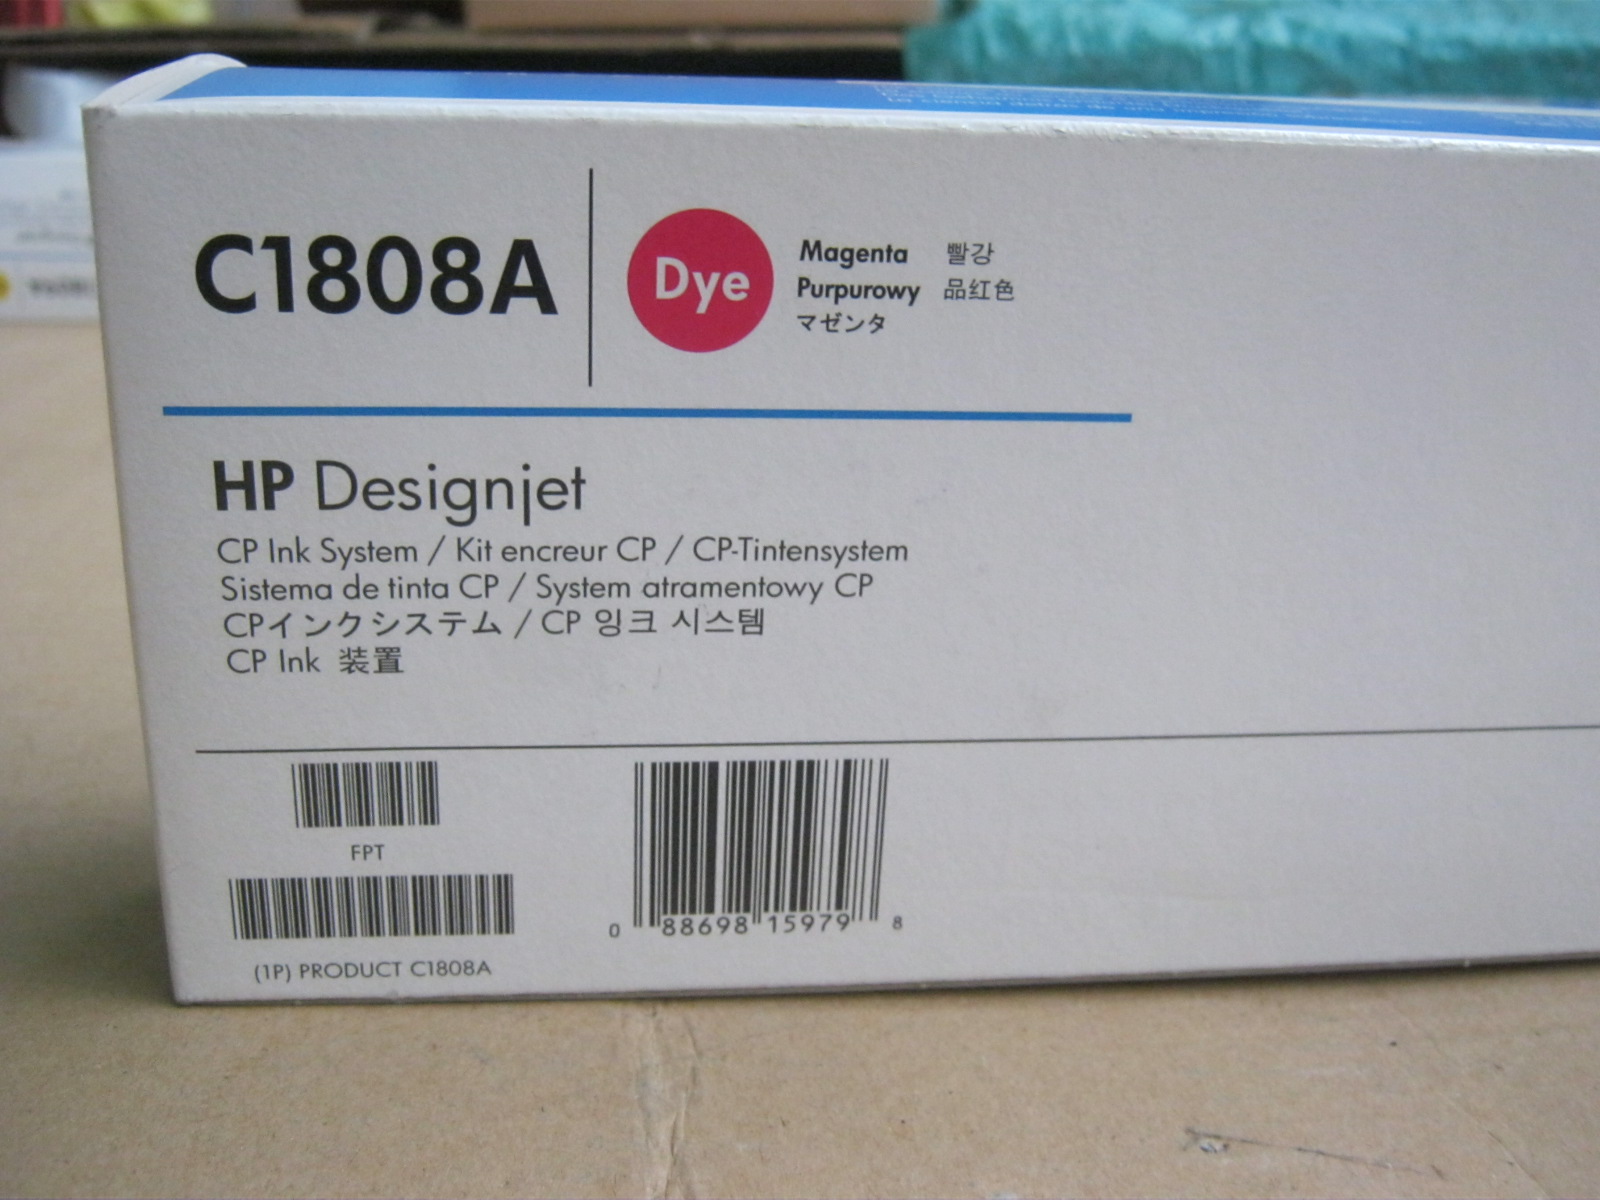 C1808A
Dye
Magenta 빨강
Purpurowy 品红色
マゼンタ
HP Designjet
CP Ink System / Kit encreur CP / CP-Tintensystem
Sistema de tinta CP / System atramentowy CP
CPインクシステム / CP 잉크 시스템
CP Ink 装置
FPT
(1P) PRODUCT C1808A
0 88698 15979 8